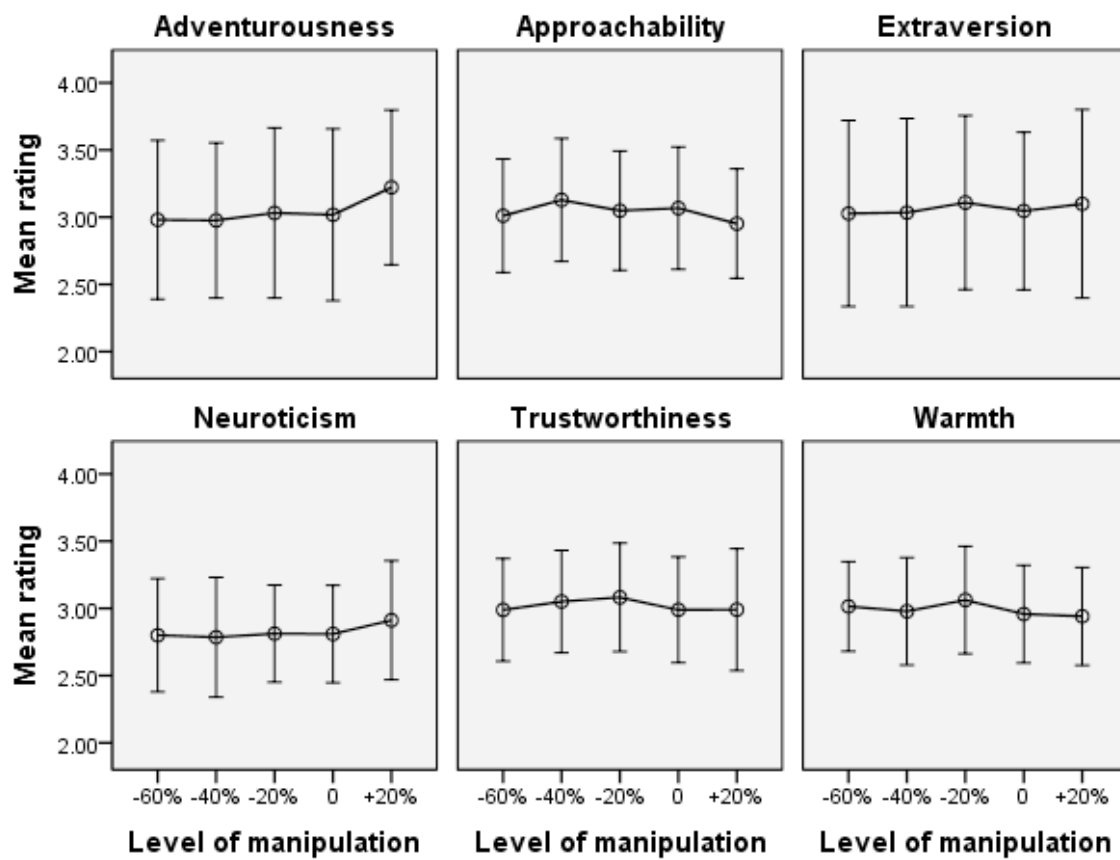 Adventurousness Approachability Extraversion
Mean rating
4.00
3.50
3.00
2.50
2.00
Neuroticism Trustworthiness Warmth
Mean rating
4.00
3.50
3.00
2.50
2.00
-60% -40% -20% 0 +20% -60% -40% -20% 0 +20% -60% -40% -20% 0 +20%
Level of manipulation Level of manipulation Level of manipulation